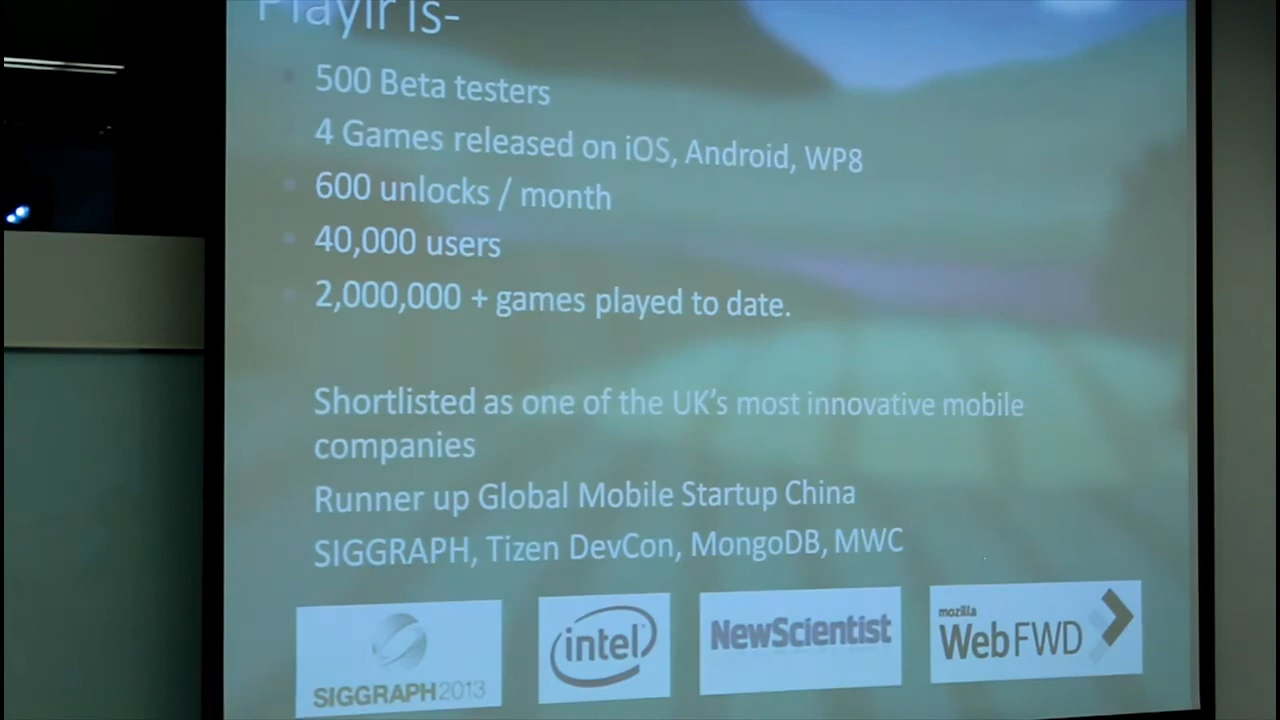 Playir is-
500 Beta testers
4 Games released on iOS, Android, WP8
600 unlocks / month
40,000 users
2,000,000 + games played to date.
Shortlisted as one of the UK's most innovative mobile
companies
Runner up Global Mobile Startup China
SIGGRAPH, Tizen DevCon, MongoDB, MWC
SIGGRAPH2013
intel
NewScientist
mozilla
WebFWD